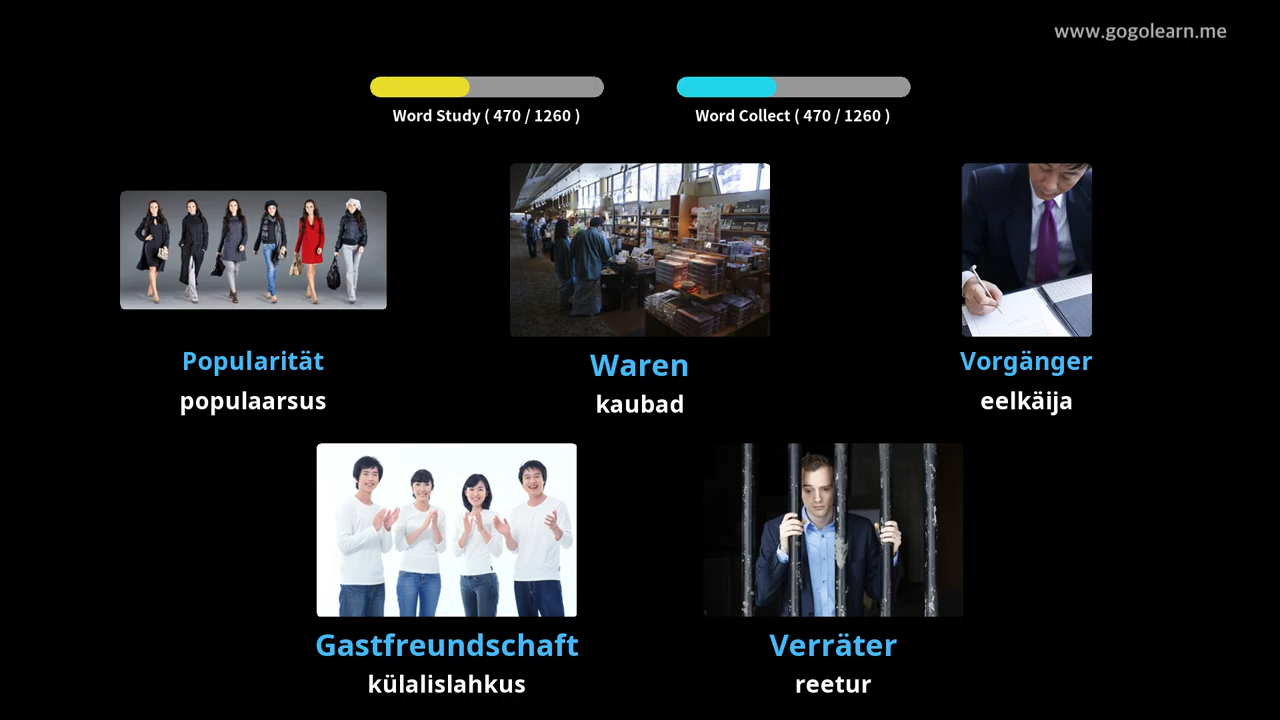 www.gogolearn.me
Word Study ( 470 / 1260 )
Word Collect ( 470 / 1260 )
Popularität
populaarsus
Waren
kaubad
Vorgänger
eelkäija
Gastfreundschaft
külalislahkus
Verräter
reetur